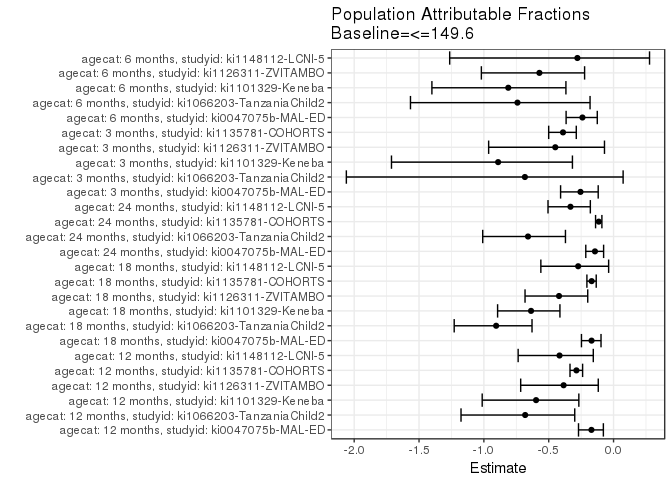 Population Attributable Fractions
Baseline=<=149.6
agecat: 6 months, studyid: ki1148112-LCNI-5
agecat: 6 months, studyid: ki1126311-ZVITAMBO
agecat: 6 months, studyid: ki1101329-Keneba
agecat: 6 months, studyid: ki1066203-TanzaniaChild2
agecat: 6 months, studyid: ki0047075b-MAL-ED
agecat: 3 months, studyid: ki1135781-COHORTS
agecat: 3 months, studyid: ki1126311-ZVITAMBO
agecat: 3 months, studyid: ki1101329-Keneba
agecat: 3 months, studyid: ki1066203-TanzaniaChild2
agecat: 3 months, studyid: ki0047075b-MAL-ED
agecat: 24 months, studyid: ki1148112-LCNI-5
agecat: 24 months, studyid: ki1135781-COHORTS
agecat: 24 months, studyid: ki1066203-TanzaniaChild2
agecat: 24 months, studyid: ki0047075b-MAL-ED
agecat: 18 months, studyid: ki1148112-LCNI-5
agecat: 18 months, studyid: ki1135781-COHORTS
agecat: 18 months, studyid: ki1126311-ZVITAMBO
agecat: 18 months, studyid: ki1101329-Keneba
agecat: 18 months, studyid: ki1066203-TanzaniaChild2
agecat: 18 months, studyid: ki0047075b-MAL-ED
agecat: 12 months, studyid: ki1148112-LCNI-5
agecat: 12 months, studyid: ki1135781-COHORTS
agecat: 12 months, studyid: ki1126311-ZVITAMBO
agecat: 12 months, studyid: ki1101329-Keneba
agecat: 12 months, studyid: ki1066203-TanzaniaChild2
agecat: 12 months, studyid: ki0047075b-MAL-ED
-2.0 -1.5 -1.0 -0.5 0.0
Estimate